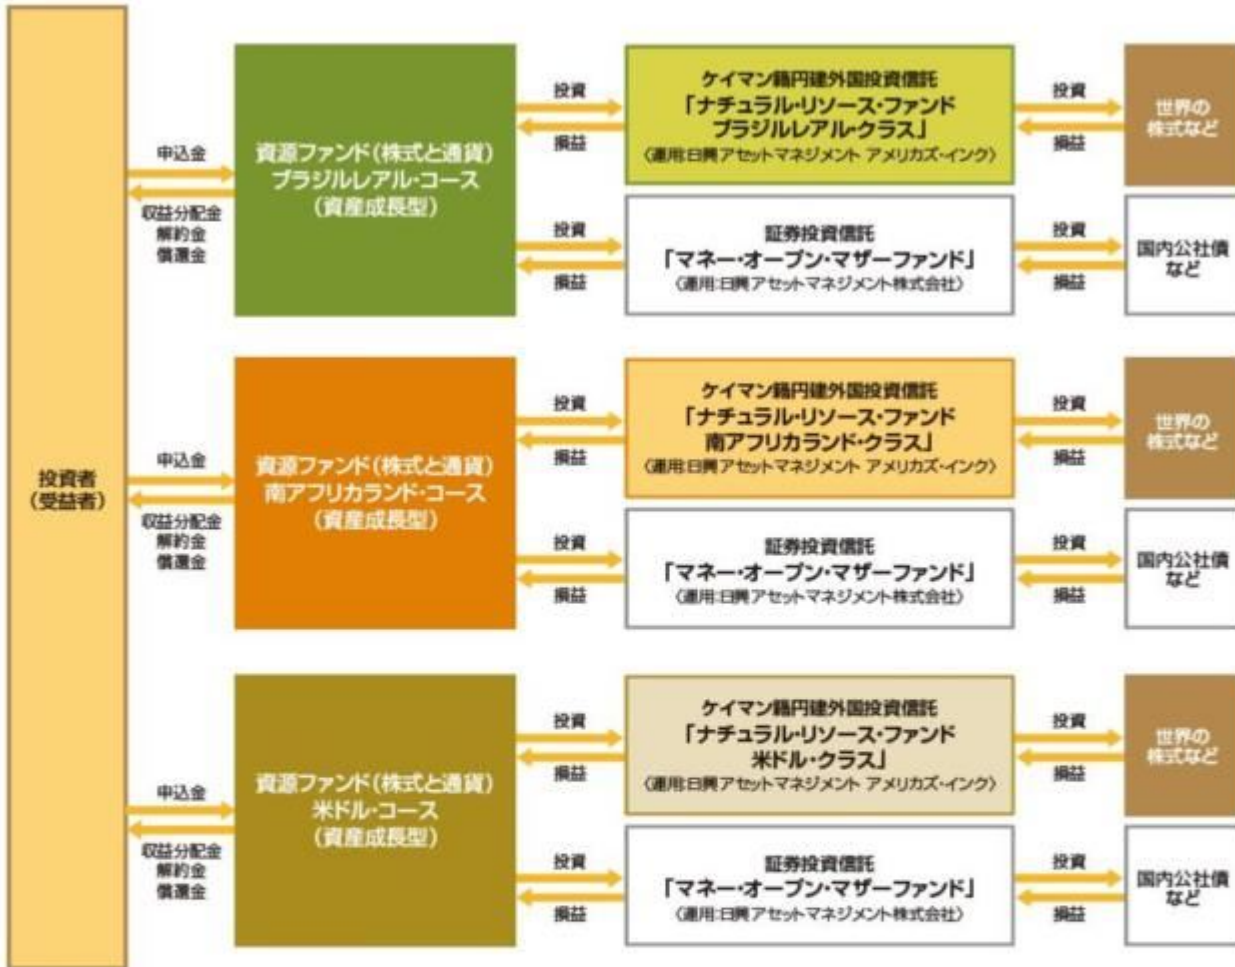 投資者
（受益者）
申込金
収益分配金
解約金
償還金
資源ファンド（株式と通貨）
ブラジルレアル・コース
（資産成長型）
投資
損益
ケイマン籍円建外国投資信託
「ナチュラル・リソース・ファンド
ブラジルレアル・クラス」
〈運用:日興アセットマネジメント アメリカズ・インク〉
投資
損益
世界の
株式など
投資
損益
証券投資信託
「マネー・オープン・マザーファンド」
〈運用:日興アセットマネジメント株式会社〉
投資
損益
国内公社債
など
申込金
収益分配金
解約金
償還金
資源ファンド（株式と通貨）
南アフリカランド・コース
（資産成長型）
投資
損益
ケイマン籍円建外国投資信託
「ナチュラル・リソース・ファンド
南アフリカランド・クラス」
〈運用:日興アセットマネジメント アメリカズ・インク〉
投資
損益
世界の
株式など
投資
損益
証券投資信託
「マネー・オープン・マザーファンド」
〈運用:日興アセットマネジメント株式会社〉
投資
損益
国内公社債
など
申込金
収益分配金
解約金
償還金
資源ファンド（株式と通貨）
米ドル・コース
（資産成長型）
投資
損益
ケイマン籍円建外国投資信託
「ナチュラル・リソース・ファンド
米ドル・クラス」
〈運用:日興アセットマネジメント アメリカズ・インク〉
投資
損益
世界の
株式など
投資
損益
証券投資信託
「マネー・オープン・マザーファンド」
〈運用:日興アセットマネジメント株式会社〉
投資
損益
国内公社債
など